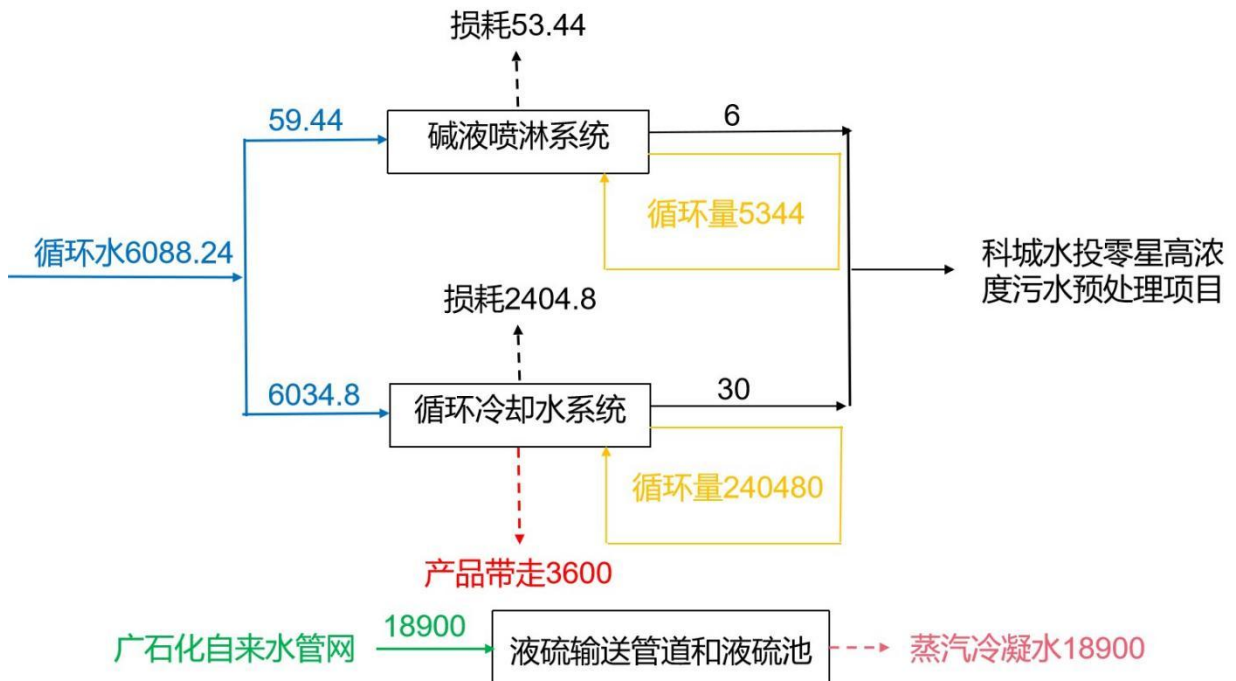 损耗53.44
59.44
碱液喷淋系统
6
循环量5344
循环水6088.24
科城水投零星高浓
度污水预处理项目
损耗2404.8
6034.8
循环冷却水系统
30
循环量240480
产品带走3600
广石化自来水管网
18900
液硫输送管道和液硫池
蒸汽冷凝水18900